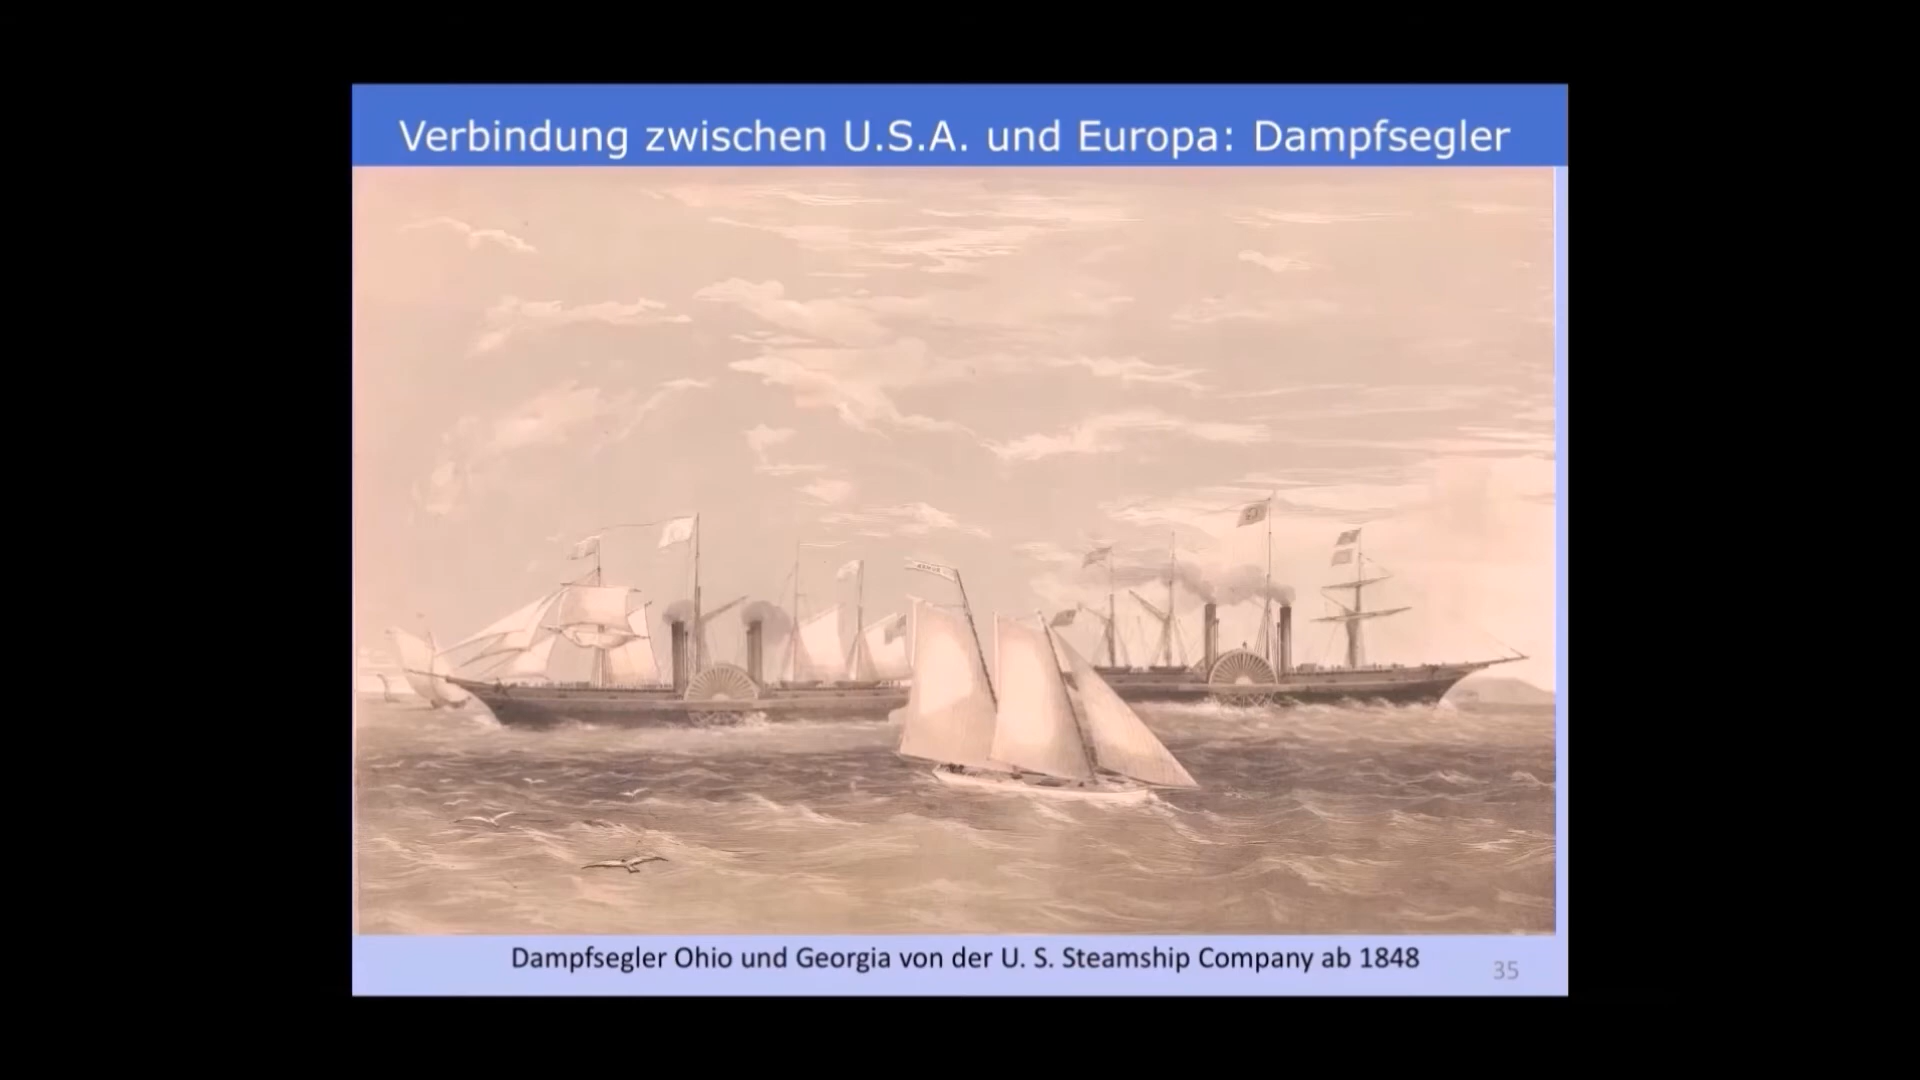 Verbindung zwischen U.S.A. und Europa: Dampfsegler
Dampfsegler Ohio und Georgia von der U. S. Steamship Company ab 1848
35